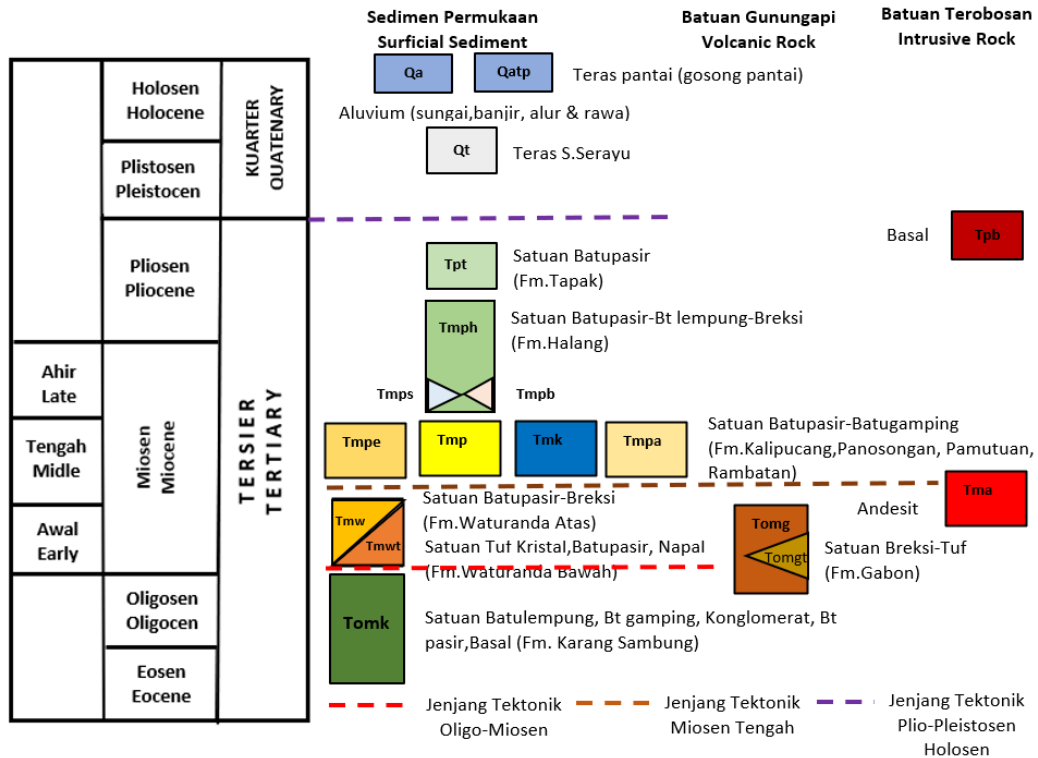 Sedimen Permukaan
Surficial Sediment
Batuan Gunungapi
Volcanic Rock
Batuan Terobosan
Intrusive Rock
Holosen
Holocene
Plistosen
Pleistocen
KUARTER
QUATENARY
Pliosen
Pliocene
Ahir
Late
Tengah
Midle
Awal
Early
Miosen
Miocene
Oligosen
Oligocen
Eosen
Eocene
TERSIER
TERTIARY
Qa
Qatp
Teras pantai (gosong pantai)
Aluvium (sungai,banjir, alur & rawa)
Qt
Teras S.Serayu
Basal
Tpb
Tpt
Satuan Batupasir
(Fm.Tapak)
Tmph
Satuan Batupasir-Bt lempung-Breksi
(Fm.Halang)
Tmps
Tmpb
Tmpe
Tmp
Tmk
Tmpa
Satuan Batupasir-Batugamping
(Fm.Kalipucang,Panosongan, Pamutuan,
Rambatan)
Andesit
Tma
Tmw
Tmwt
Satuan Batupasir-Breksi
(Fm.Waturanda Atas)
Satuan Tuf Kristal,Batupasir, Napal
(Fm.Waturanda Bawah)
Tomg
Tomgt
Satuan Breksi-Tuf
(Fm.Gabon)
Tomk
Satuan Batulempung, Bt gamping, Konglomerat, Bt
pasir,Basal (Fm. Karang Sambung)
Jenjang Tektonik
Oligo-Miosen
Jenjang Tektonik
Miosen Tengah
Jenjang Tektonik
Plio-Pleistosen
Holosen